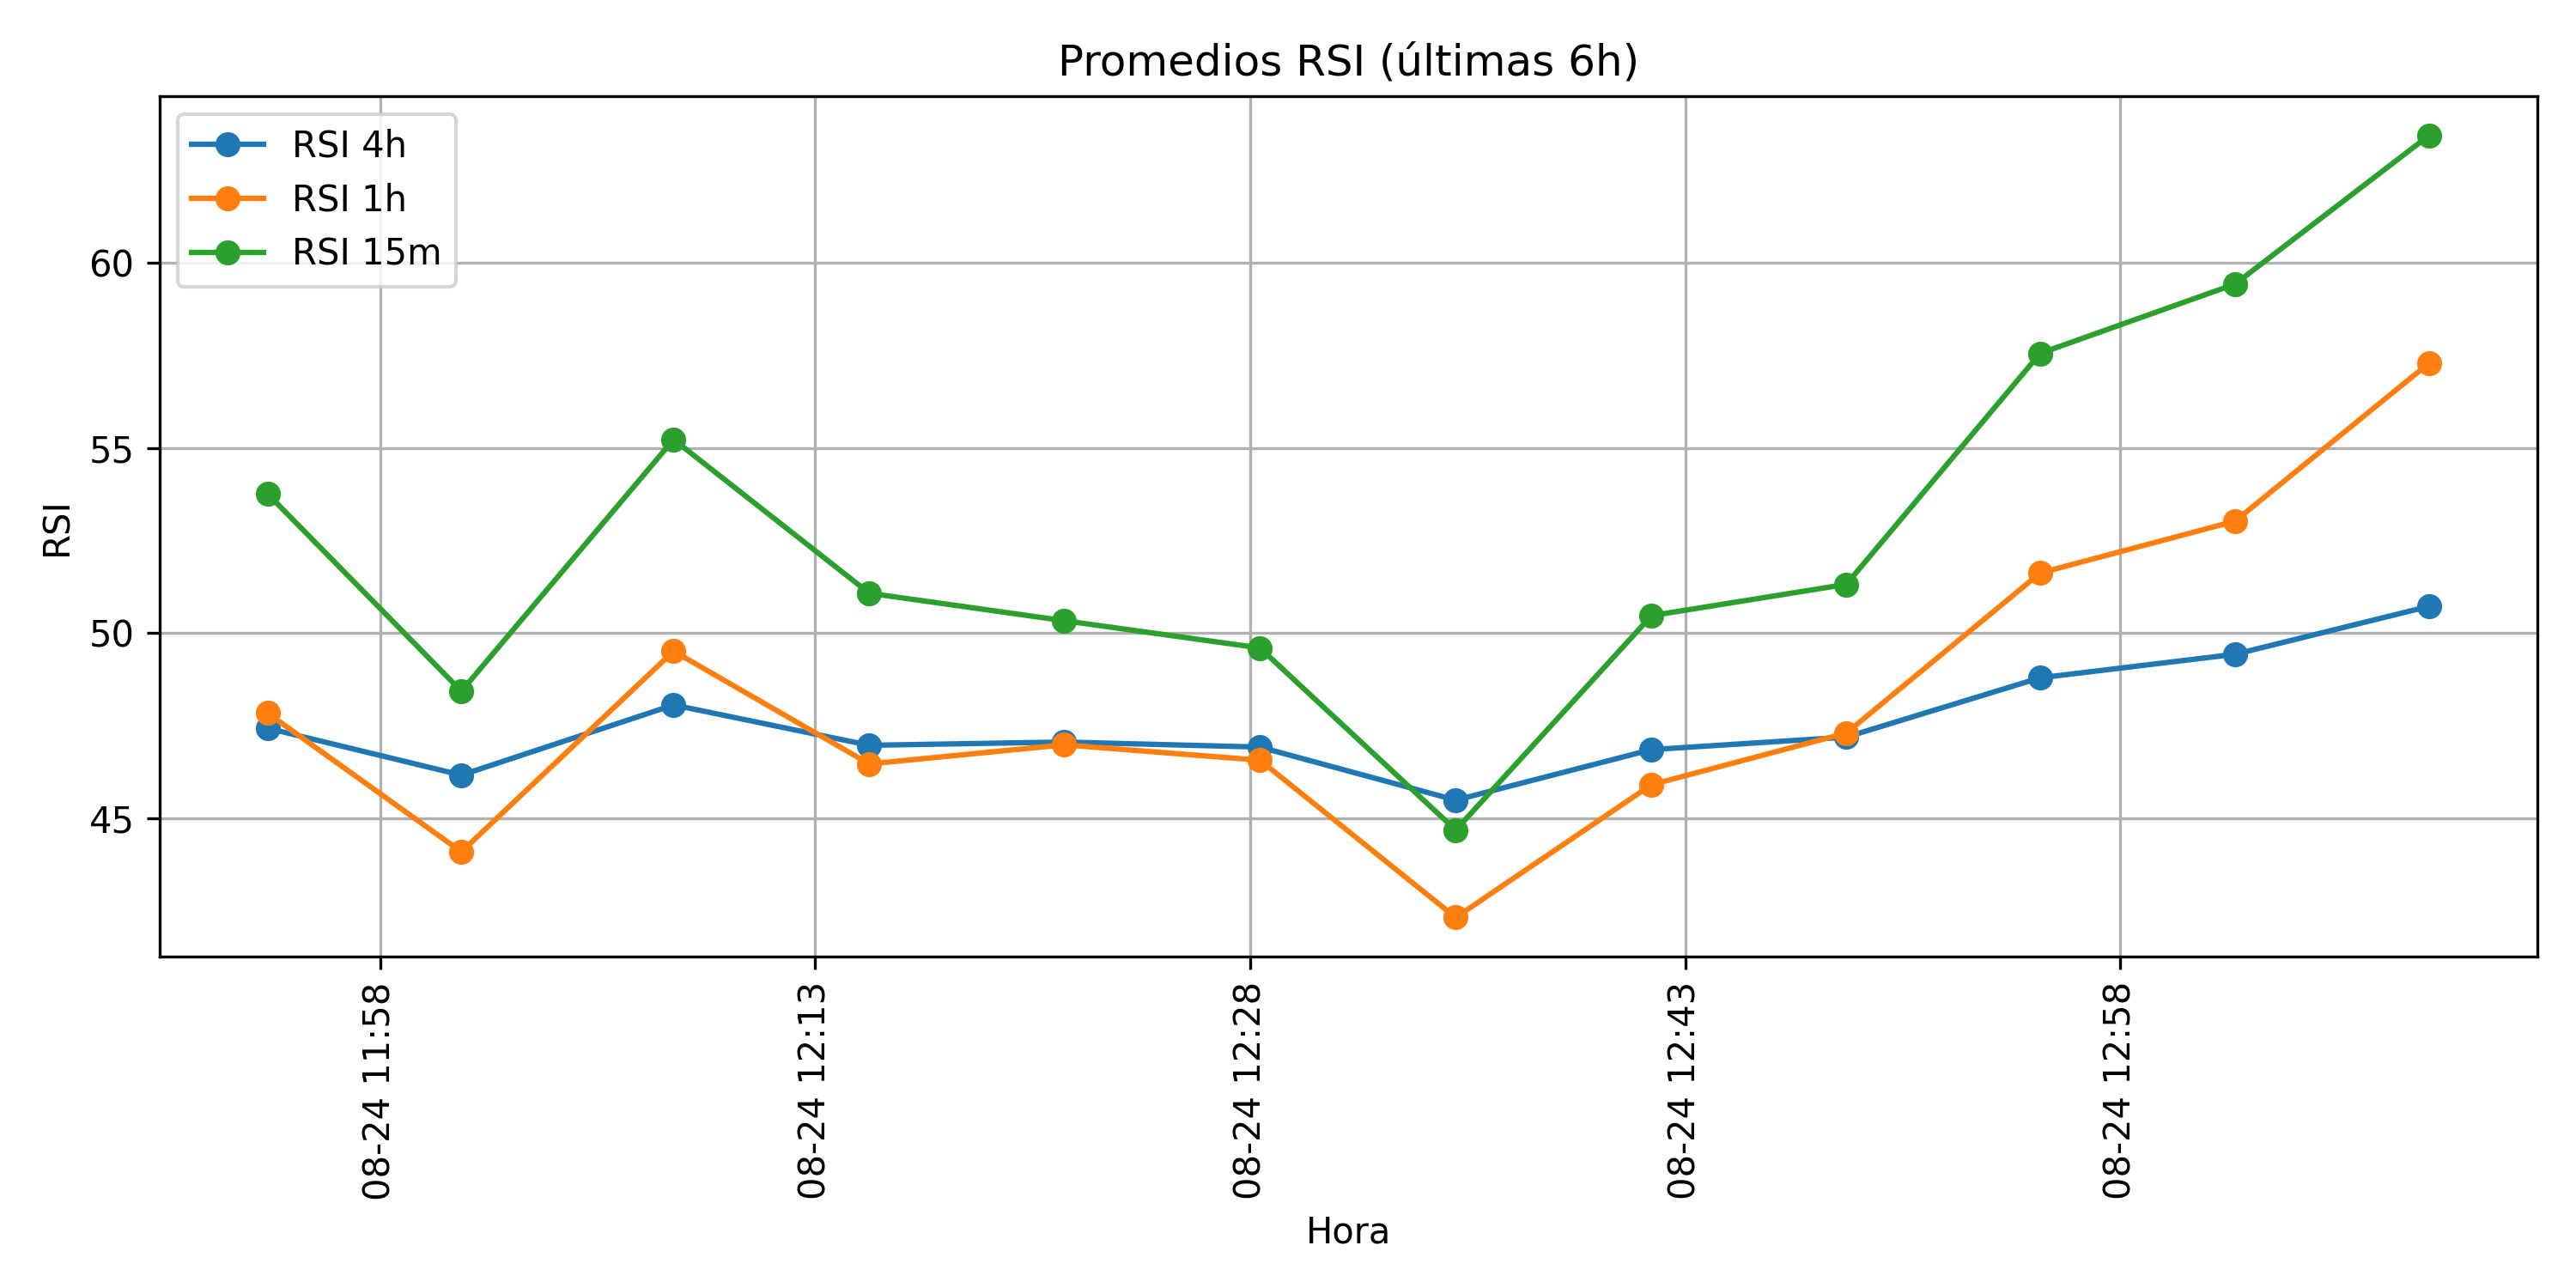 Promedios RSI (últimas 6h)
RSI 4h
RSI 1h
RSI 15m
RSI
60
55
50
45
08-24 11:58
08-24 12:13
08-24 12:28
08-24 12:43
08-24 12:58
Hora